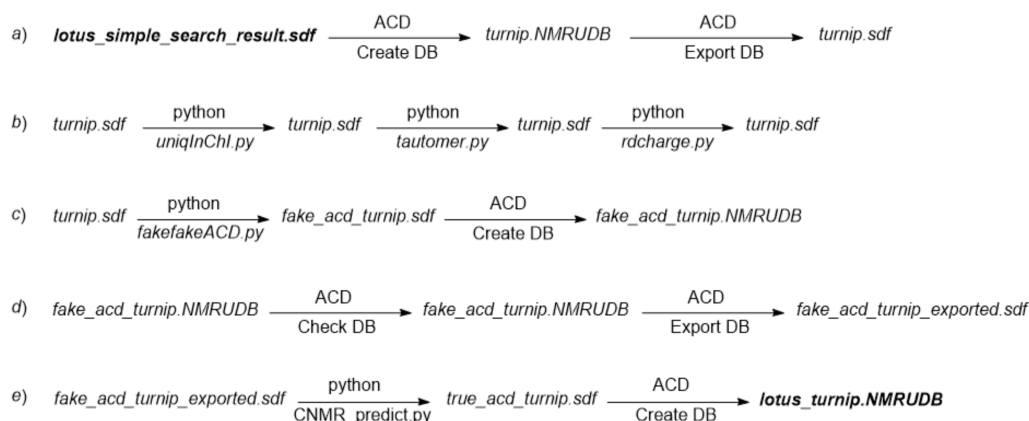 a) lotus_simple_search_result.sdf ACD Create DB turnip.NMRUDB ACD Export DB turnip.sdf
b) turnip.sdf python uniqInChI.py turnip.sdf python tautomer.py turnip.sdf python rdcharge.py turnip.sdf
c) turnip.sdf python fakefakeACD.py fake_acd_turnip.sdf ACD Create DB fake_acd_turnip.NMRUDB
d) fake_acd_turnip.NMRUDB ACD Check DB fake_acd_turnip.NMRUDB ACD Export DB fake_acd_turnip_exported.sdf
e) fake_acd_turnip_exported.sdf python CNMR_predict.py true_acd_turnip.sdf ACD Create DB lotus_turnip.NMRUDB